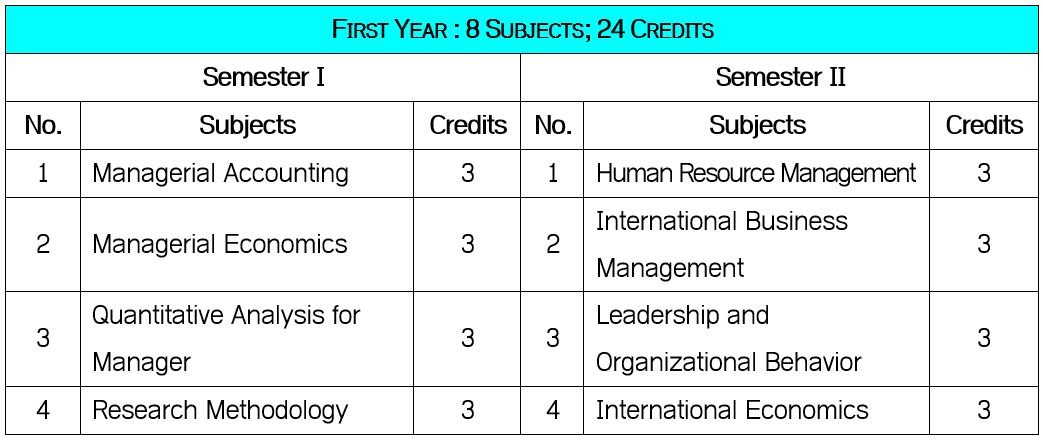 FIRST YEAR : 8 SUBJECTS; 24 CREDITS
Semester I Semester II
No. Subjects Credits No. Subjects Credits
1 Managerial Accounting 3 1 Human Resource Management 3
2 Managerial Economics 3 2 International Business
Management 3
3 Quantitative Analysis for
Manager 3 3 Leadership and
Organizational Behavior 3
4 Research Methodology 3 4 International Economics 3